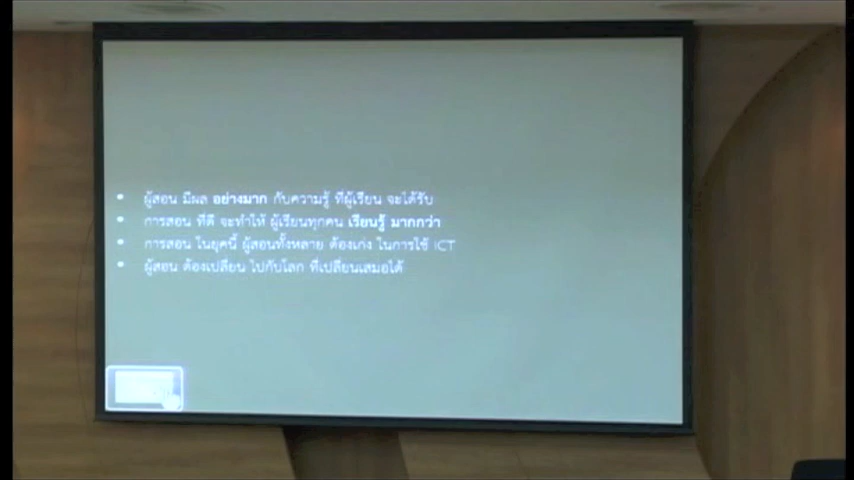 • ผู้สอน มีผล อย่างมาก กับความรู้ ที่ผู้เรียน จะได้รับ
• การสอน ที่ดี จะทำให้ ผู้เรียนทุกคน เรียนรู้ มากกว่า
• การสอน ในยุคนี้ ผู้สอนทั้งหลาย ต้องเก่ง ในการใช้ ICT
• ผู้สอน ต้องเปลี่ยน ไปกับโลก ที่เปลี่ยนเสมอได้